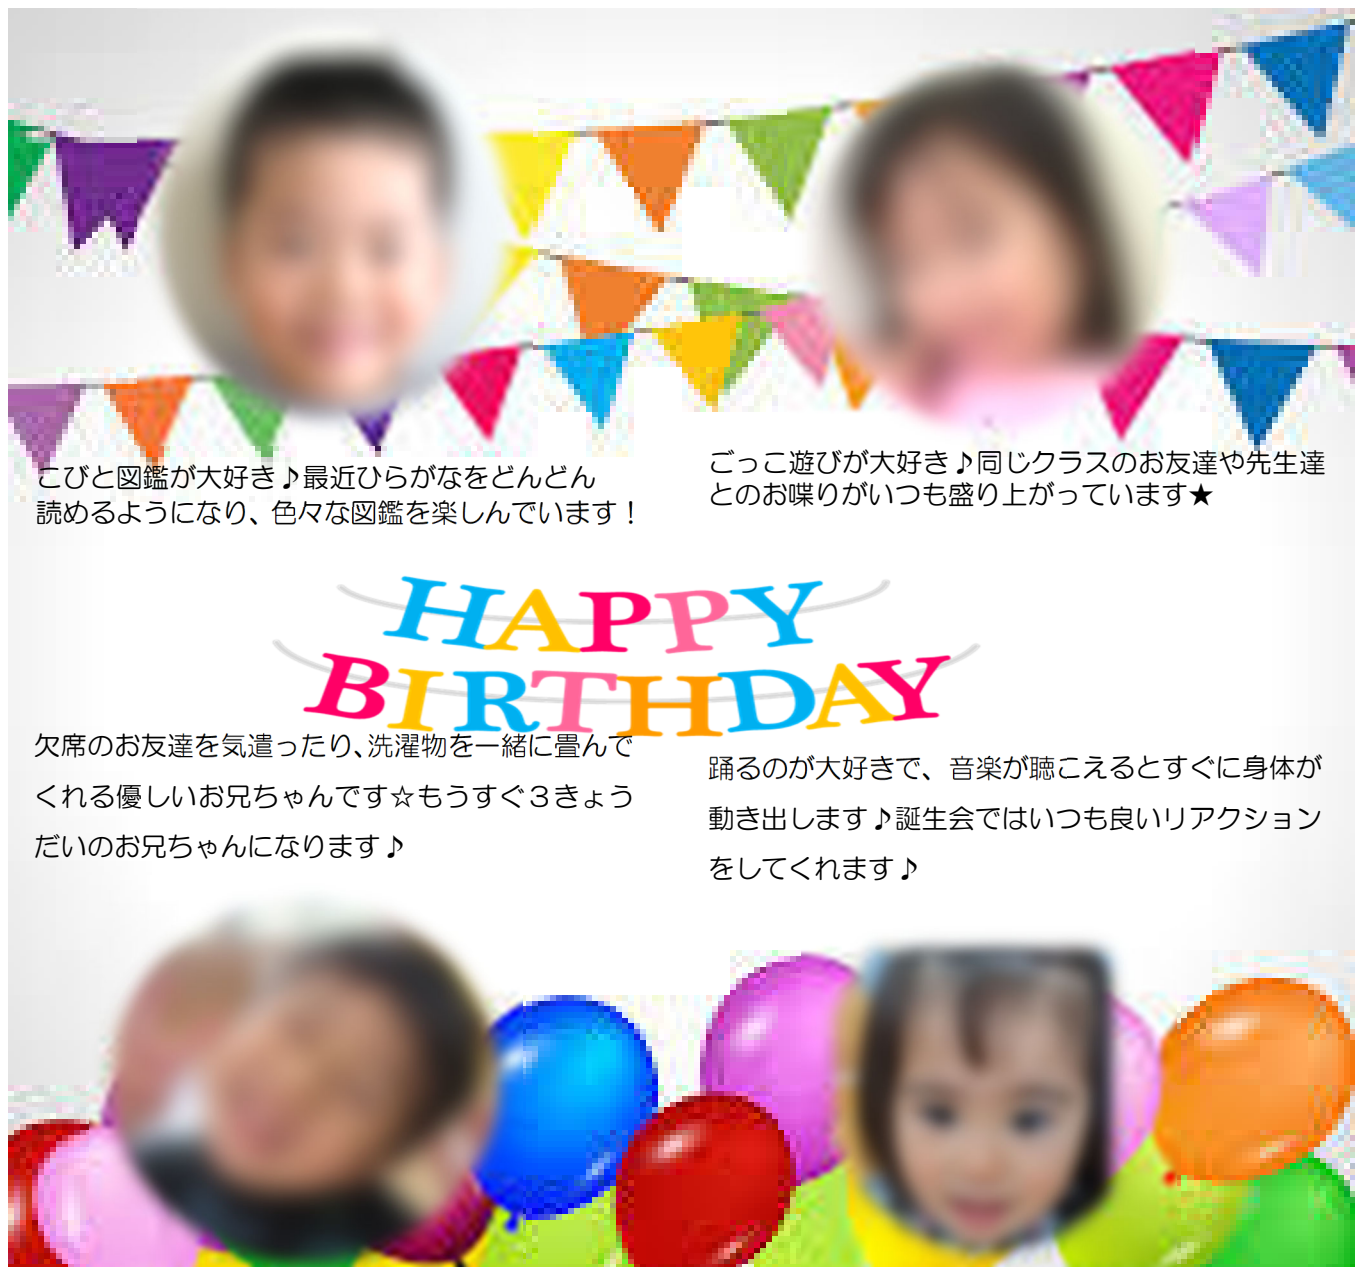 こびと図鑑が大好き♪最近ひらがなをどんどん
読めるようになり、色々な図鑑を楽しんでいます！
ごっこ遊びが大好き♪同じクラスのお友達や先生達
とのお喋りがいつも盛り上がっています★
HAPPY
BIRTHDAY
欠席のお友達を気遣ったり、洗濯物を一緒に畳んで
くれる優しいお兄ちゃんです☆もうすぐ３きょう
だいのお兄ちゃんになります♪
踊るのが大好きで、音楽が聴こえるとすぐに身体が
動き出します♪誕生会ではいつも良いリアクション
をしてくれます♪